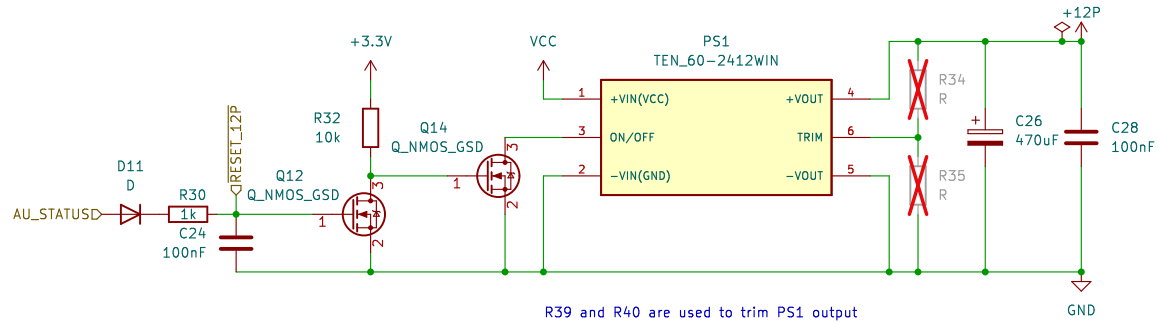 +12P
+3.3V
VCC
PS1
TEN_60-2412WIN
R32
10k
Q14
Q_NMOS_GSD
1
+VIN(VCC)
+VOUT
4
R34
R
3
ON/OFF
TRIM
6
C26
470uF
+
C28
100nF
RESET_12P
D11
D
Q12
Q_NMOS_GSD
3
1
2
2
-VIN(GND)
-VOUT
5
R35
R
AU_STATUS
R30
1k
C24
100nF
1
3
2
GND
R39 and R40 are used to trim PS1 output